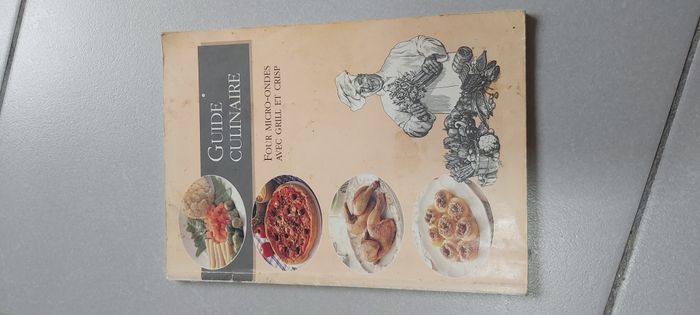 GUIDE
CULINAIRE
FOUR MICRO-ONDES
AVEC GRILL ET CRISP